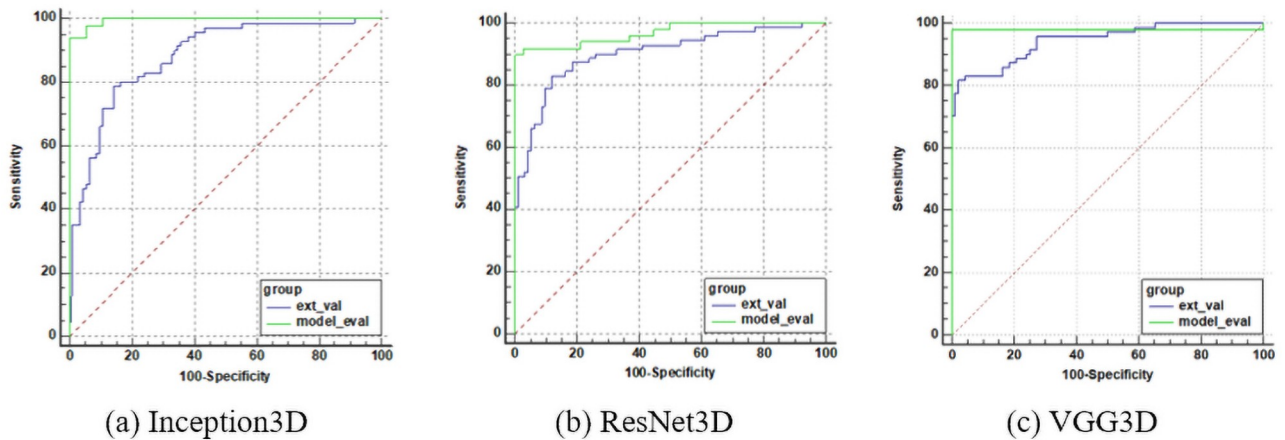 100
80
60
40
20
0
Sensitivity
0 20 40 60 80 100
100-Specificity
group
ext_val
model_eval
(a) Inception3D
100
80
60
40
20
0
Sensitivity
0 20 40 60 80 100
100-Specificity
group
ext_val
model_eval
(b) ResNet3D
100
80
60
40
20
0
Sensitivity
0 20 40 60 80 100
100-Specificity
group
ext_val
model_eval
(c) VGG3D